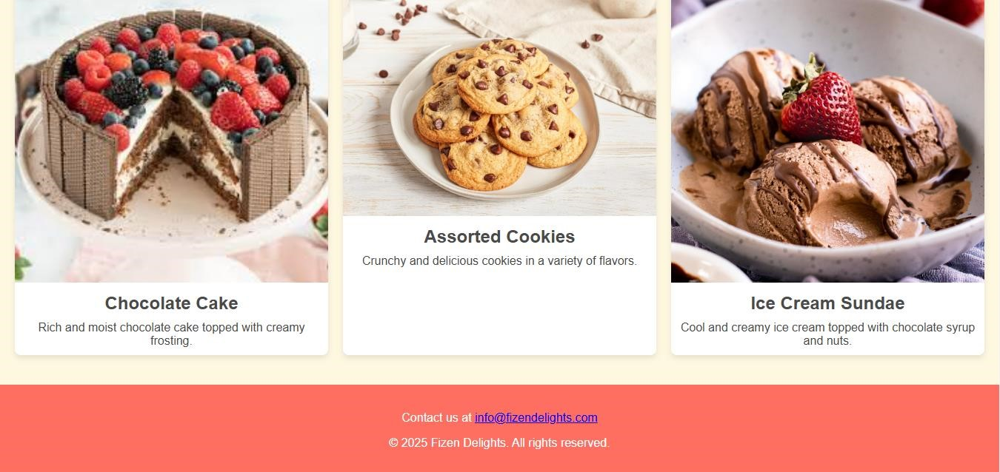 Chocolate Cake
Rich and moist chocolate cake topped with creamy
frosting.
Assorted Cookies
Crunchy and delicious cookies in a variety of flavors.
Ice Cream Sundae
Cool and creamy ice cream topped with chocolate syrup
and nuts.
Contact us at info@fizendelights.com
© 2025 Fizen Delights. All rights reserved.